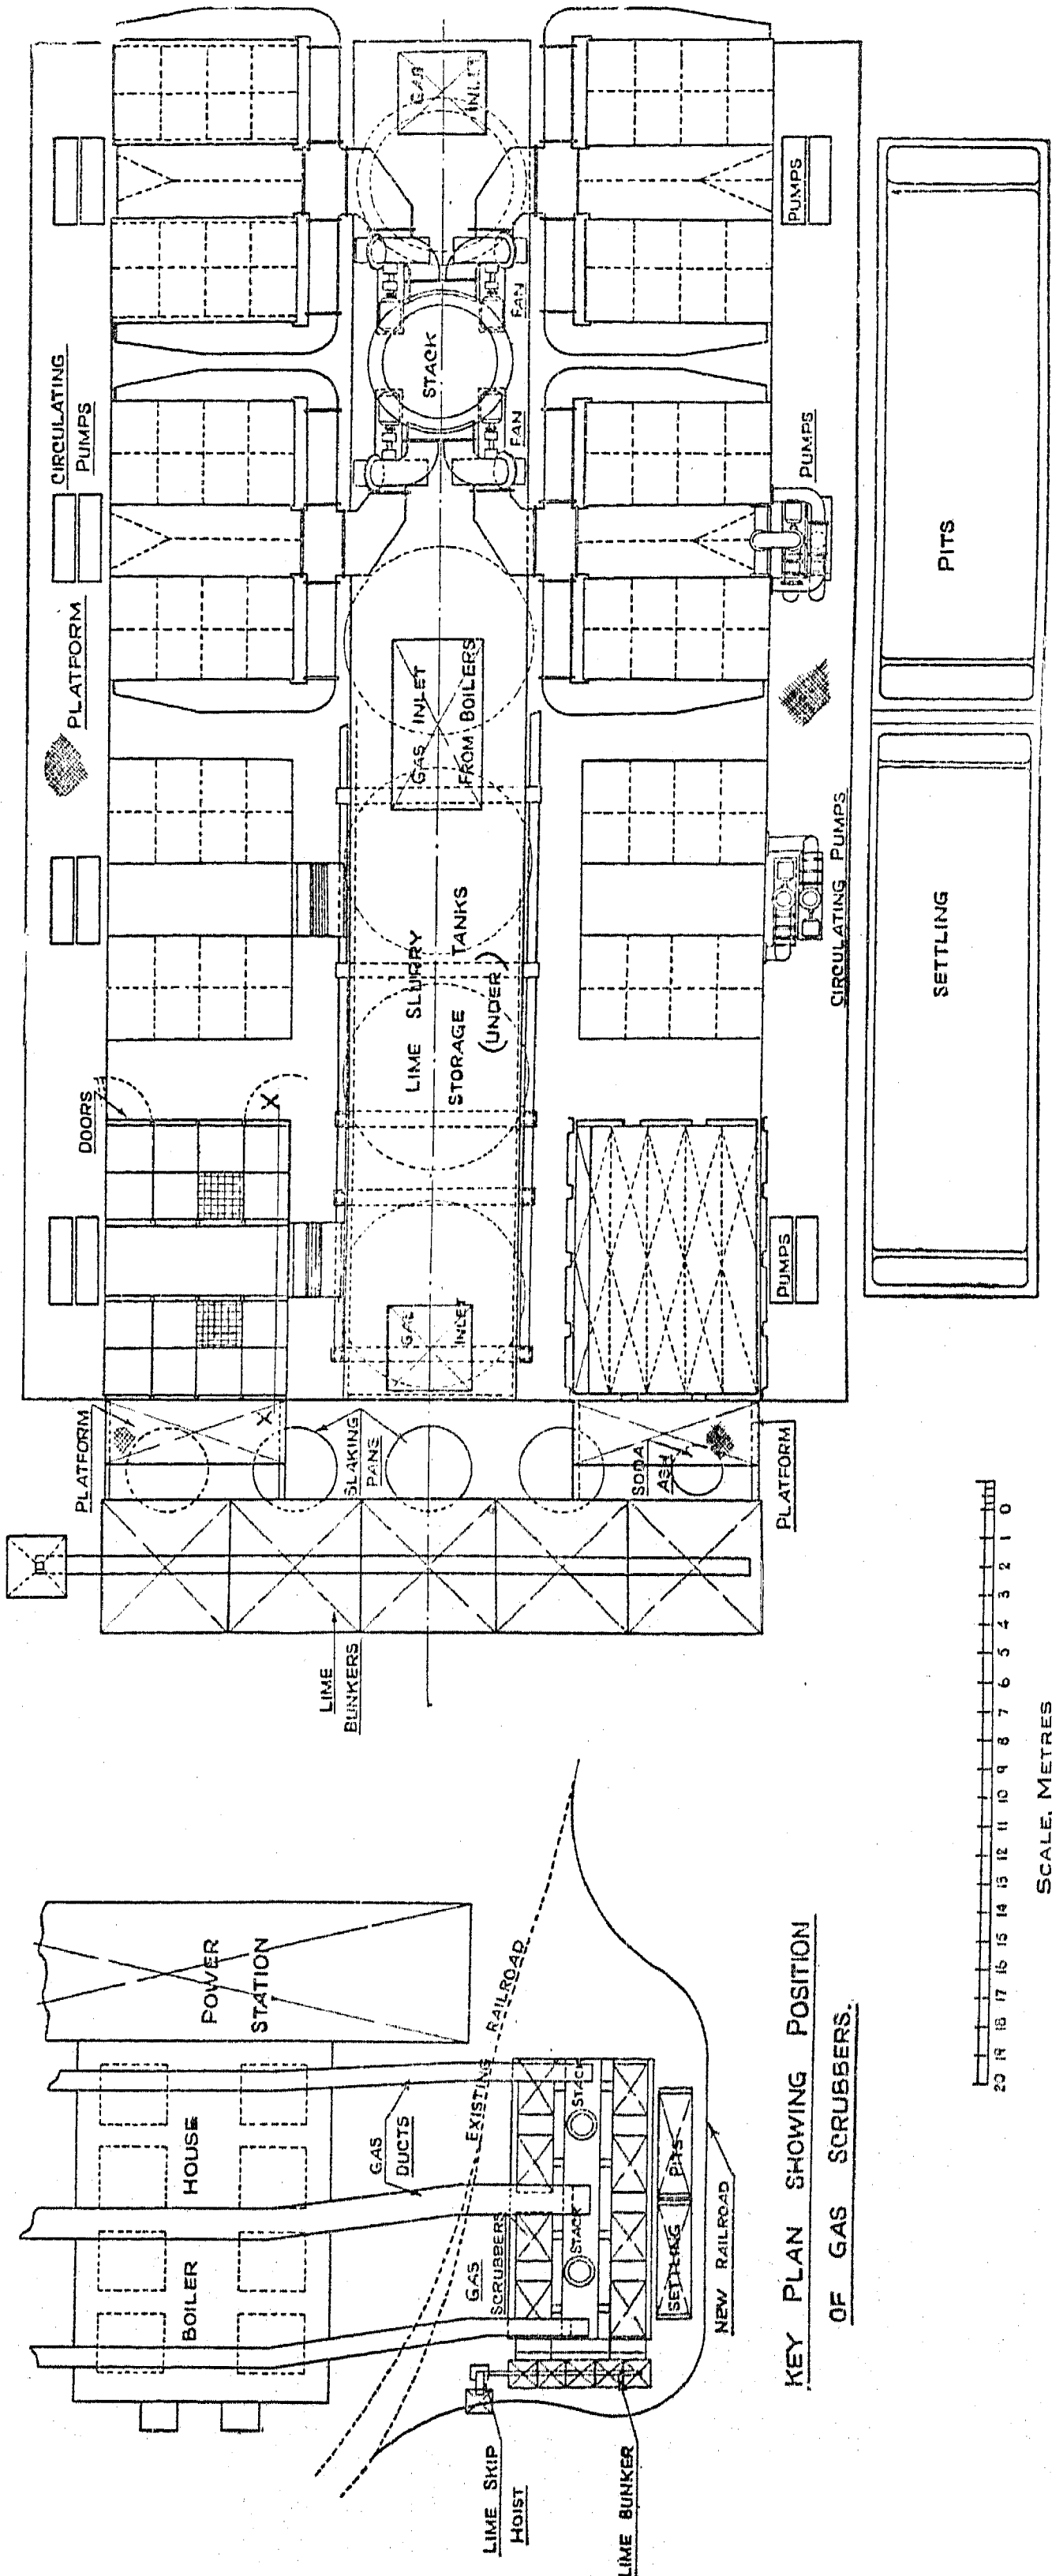 GAS
INLET
PUMPS
CIRCULATING
PUMPS
STACK
FAN
FAN
PUMPS
PLATFORM
GAS INLET
FROM BOILERS
PITS
LIME SLURRY
STORAGE TANKS
(UNDER)
CIRCULATING PUMPS
SETTLING
DOORS
X
GAS
INLET
PUMPS
PLATFORM
X
SLAKING
PANS
SODA
ASH
PLATFORM
LIME
BUNKERS
0 1 2 3 4 5 6 7 8 9 10 11 12 13 14 15 16 17 18 19 20
SCALE, METRES
POWER
STATION
BOILER HOUSE
GAS
DUCTS
EXISTING RAILROAD
GAS
SCRUBBERS
STACK
STACK
SETTLING PITS
NEW RAILROAD
LIME SKIP
HOIST
LIME BUNKER
KEY PLAN SHOWING POSITION
OF GAS SCRUBBERS.